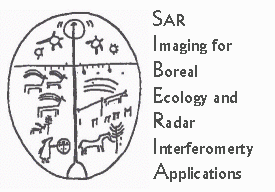 SAR
Imaging for
Boreal
Ecology and
Radar
Interferomerty
Applications